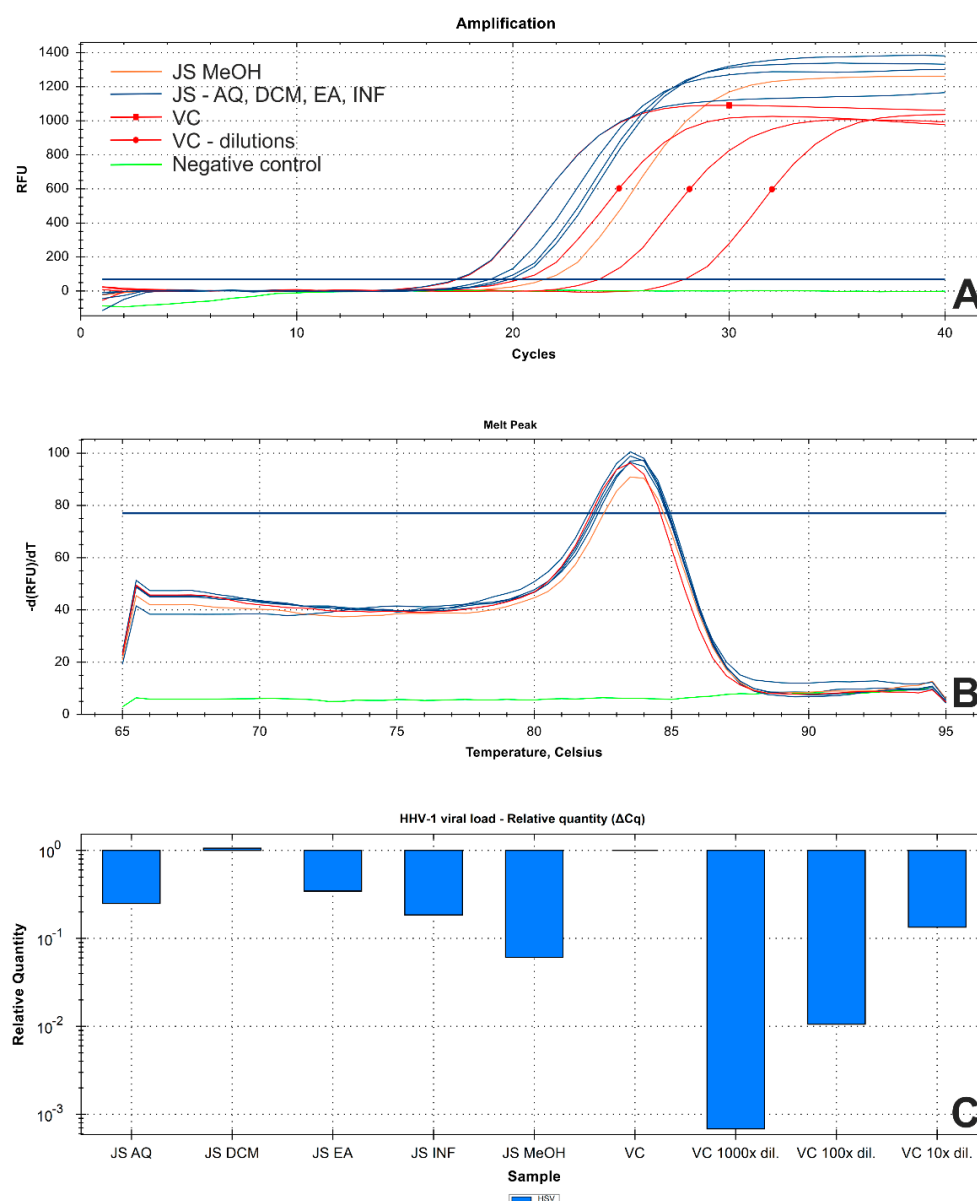 Amplification
1400
1200
1000
800
600
400
200
0
RFU
JS MeOH
JS - AQ, DCM, EA, INF
VC
VC - dilutions
Negative control
0 10 20 30 40
Cycles
A
Melt Peak
100
80
60
40
20
0
-d(RFU)/dT
65 70 75 80 85 90 95
Temperature, Celsius
B
HHV-1 viral load - Relative quantity (ΔCq)
10⁰
10⁻¹
10⁻²
10⁻³
Relative Quantity
JS AQ JS DCM JS EA JS INF JS MeOH VC VC 1000x dil. VC 100x dil. VC 10x dil.
Sample
C
HSV